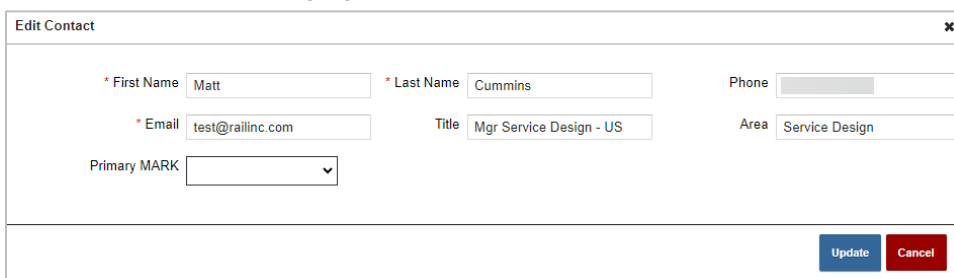 Edit Contact ×
* First Name Matt * Last Name Cummins Phone
* Email test@railinc.com Title Mgr Service Design - US Area Service Design
Primary MARK
Update Cancel